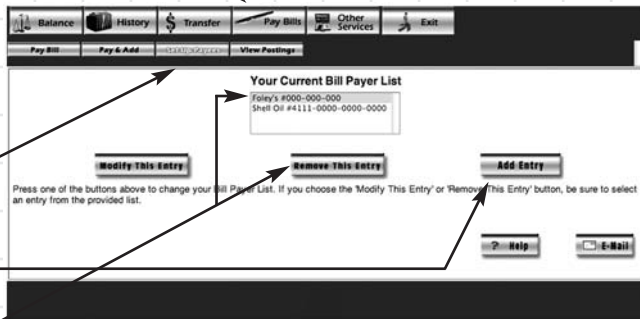 Balance History $ Transfer Pay Bills Other Services Exit
Pay Bill Pay & Add Set Up Payees View Postings
Your Current Bill Payer List
Foley's #000-000-000
Shell Oil #4111-0000-0000-0000
Modify This Entry Remove This Entry Add Entry
Press one of the buttons above to change your Bill Payer List. If you choose the 'Modify This Entry' or 'Remove This Entry' button, be sure to select
an entry from the provided list.
? Help E-Mail